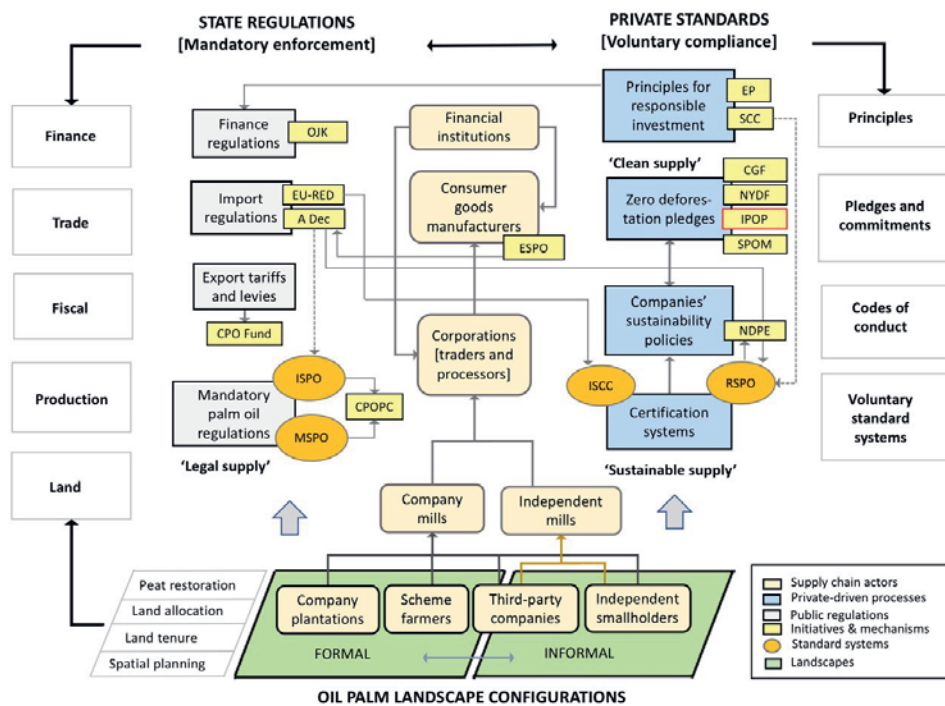 STATE REGULATIONS
[Mandatory enforcement]
PRIVATE STANDARDS
[Voluntary compliance]
Finance
Trade
Fiscal
Production
Land
Finance
regulations
OJK
Import
regulations
EU-RED
A Dec
Export tariffs
and levies
CPO Fund
ISPO
Mandatory
palm oil
regulations
MSPO
CPOPC
'Legal supply'
Financial
institutions
Consumer
goods
manufacturers
ESPO
Corporations
[traders and
processors]
Company
mills
Independent
mills
Principles for
responsible
investment
EP
SCC
'Clean supply'
Zero defores-
tation pledges
CGF
NYDF
IPOP
SPOM
Companies'
sustainability
policies
NDPE
ISCC
RSPO
Certification
systems
'Sustainable supply'
Principles
Pledges and
commitments
Codes of
conduct
Voluntary
standard
systems
Peat restoration
Land allocation
Land tenure
Spatial planning
Company
plantations
Scheme
farmers
Third-party
companies
Independent
smallholders
FORMAL
INFORMAL
OIL PALM LANDSCAPE CONFIGURATIONS
Supply chain actors
Private-driven processes
Public regulations
Initiatives & mechanisms
Standard systems
Landscapes